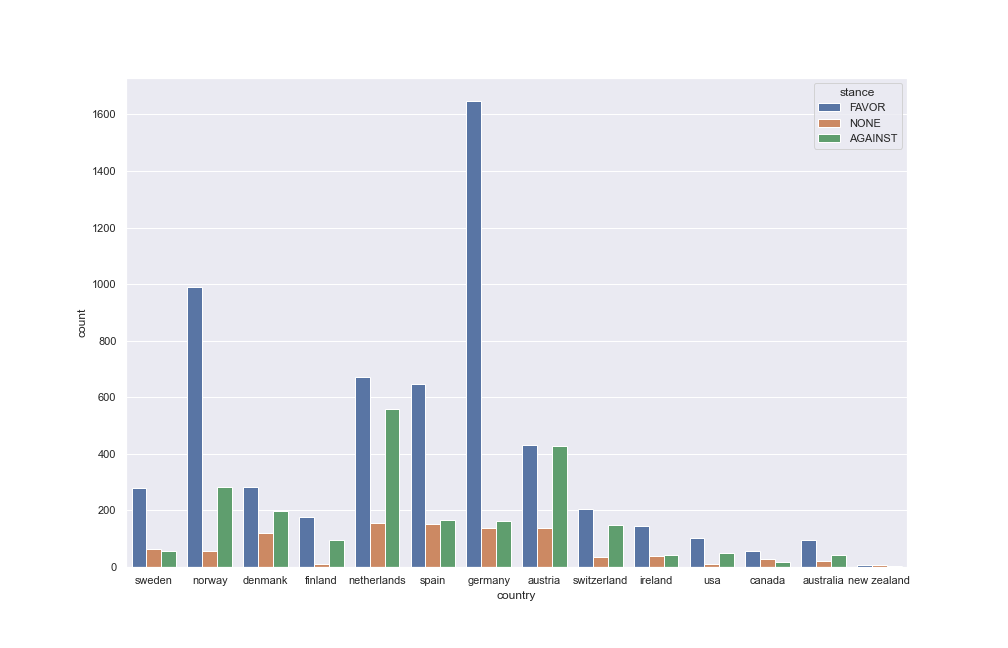 stance
FAVOR
NONE
AGAINST
1600
1400
1200
1000
800
600
400
200
0
count
sweden norway denmank finland netherlands spain germany austria switzerland ireland usa canada australia new zealand
country